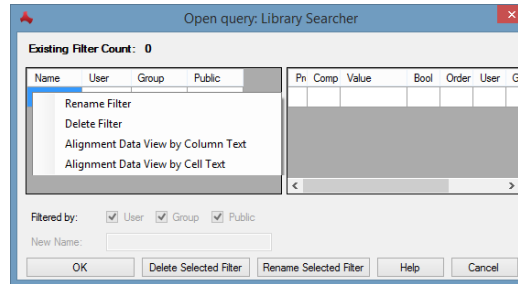 Open query: Library Searcher
Existing Filter Count: 0
Name User Group Public
Pr Comp Value Bool Order User G
Rename Filter
Delete Filter
Alignment Data View by Column Text
Alignment Data View by Cell Text
Filtered by: User Group Public
New Name:
OK Delete Selected Filter Rename Selected Filter Help Cancel